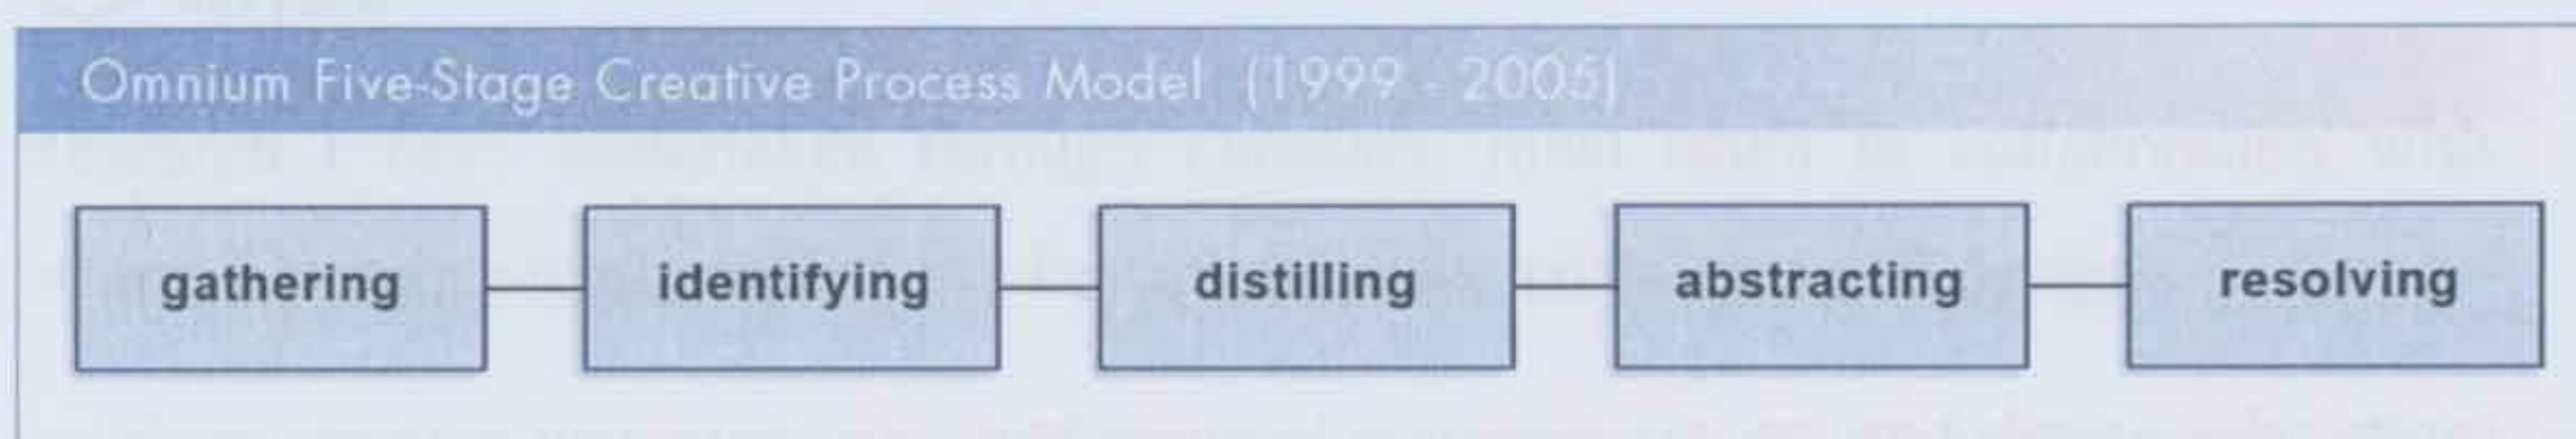 Omnium Five-Stage Creative Process Model (1999 - 2005)
gathering identifying distilling abstracting resolving